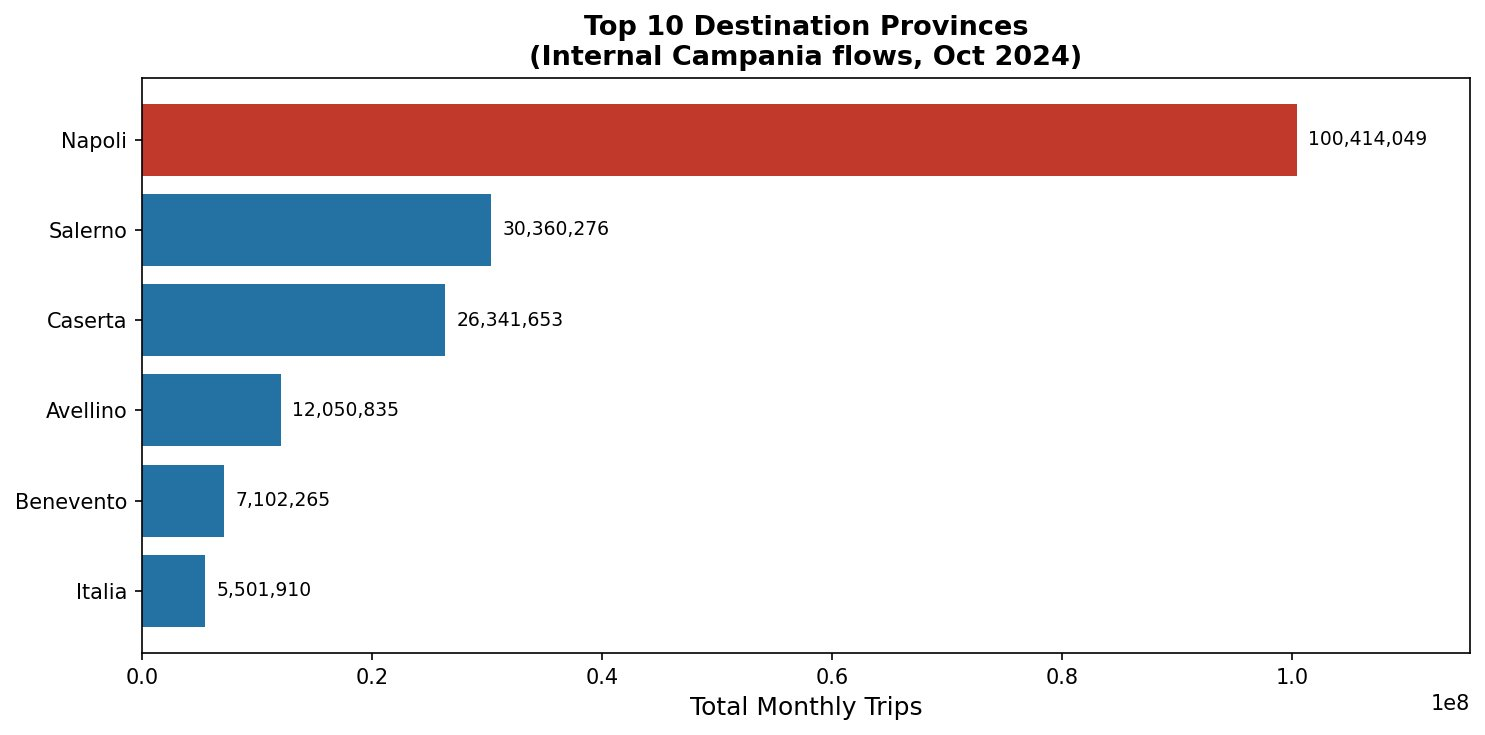 Top 10 Destination Provinces
(Internal Campania flows, Oct 2024)
Napoli
100,414,049
Salerno
30,360,276
Caserta
26,341,653
Avellino
12,050,835
Benevento
7,102,265
Italia
5,501,910
0.0 0.2 0.4 0.6 0.8 1.0
1e8
Total Monthly Trips